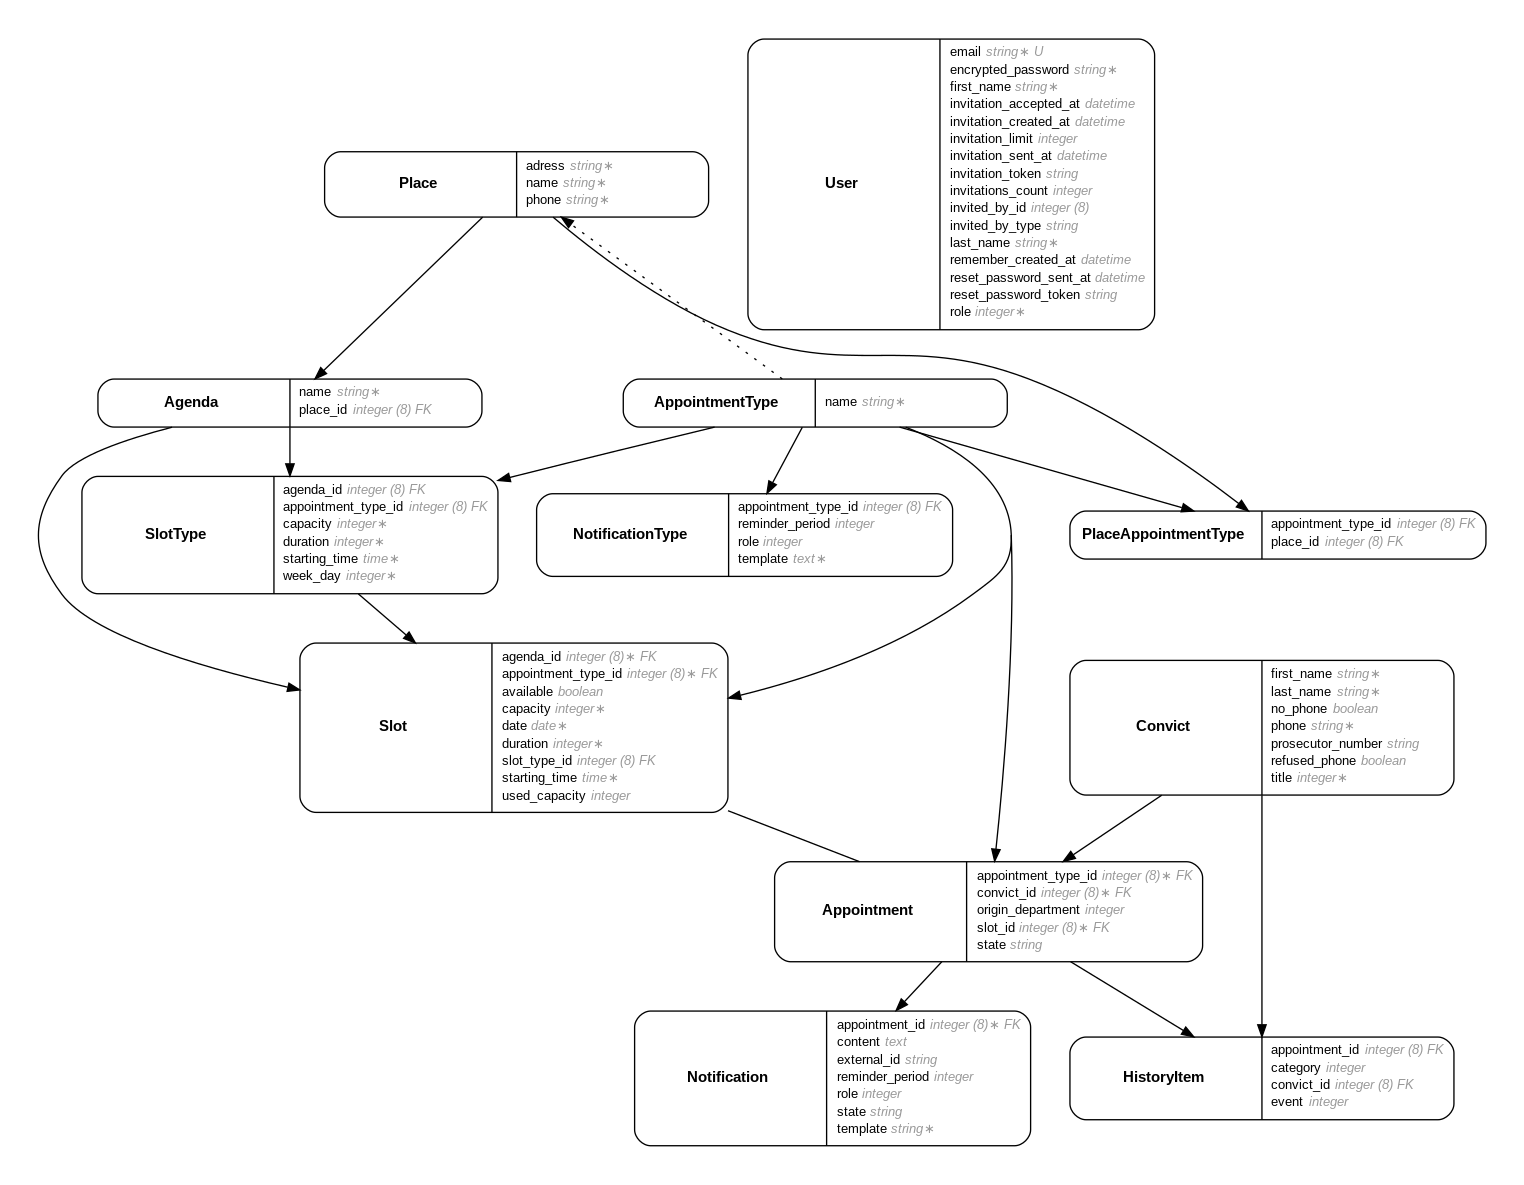 User
email string∗ U
encrypted_password string∗
first_name string∗
invitation_accepted_at datetime
invitation_created_at datetime
invitation_limit integer
invitation_sent_at datetime
invitation_token string
invitations_count integer
invited_by_id integer (8)
invited_by_type string
last_name string∗
remember_created_at datetime
reset_password_sent_at datetime
reset_password_token string
role integer∗
Place
adress string∗
name string∗
phone string∗
Agenda
name string∗
place_id integer (8) FK
AppointmentType
name string∗
SlotType
agenda_id integer (8) FK
appointment_type_id integer (8) FK
capacity integer∗
duration integer∗
starting_time time∗
week_day integer∗
NotificationType
appointment_type_id integer (8) FK
reminder_period integer
role integer
template text∗
PlaceAppointmentType
appointment_type_id integer (8) FK
place_id integer (8) FK
Slot
agenda_id integer (8)∗ FK
appointment_type_id integer (8)∗ FK
available boolean
capacity integer∗
date date∗
duration integer∗
slot_type_id integer (8) FK
starting_time time∗
used_capacity integer
Convict
first_name string∗
last_name string∗
no_phone boolean
phone string∗
prosecutor_number string
refused_phone boolean
title integer∗
Appointment
appointment_type_id integer (8)∗ FK
convict_id integer (8)∗ FK
origin_department integer
slot_id integer (8)∗ FK
state string
Notification
appointment_id integer (8)∗ FK
content text
external_id string
reminder_period integer
role integer
state string
template string∗
HistoryItem
appointment_id integer (8) FK
category integer
convict_id integer (8) FK
event integer